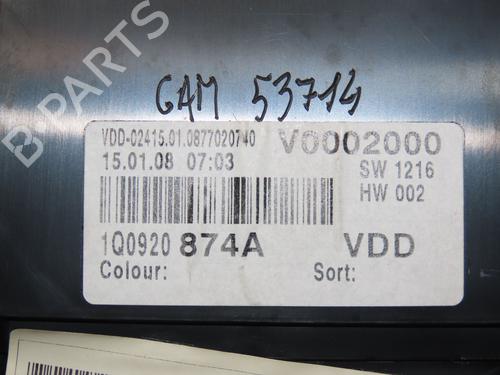 GAM 53714
VDD-02415.01.0877020740 V0002000
15.01.08 07:03 SW 1216
HW 002
1Q0920 874A VDD
Colour: Sort: